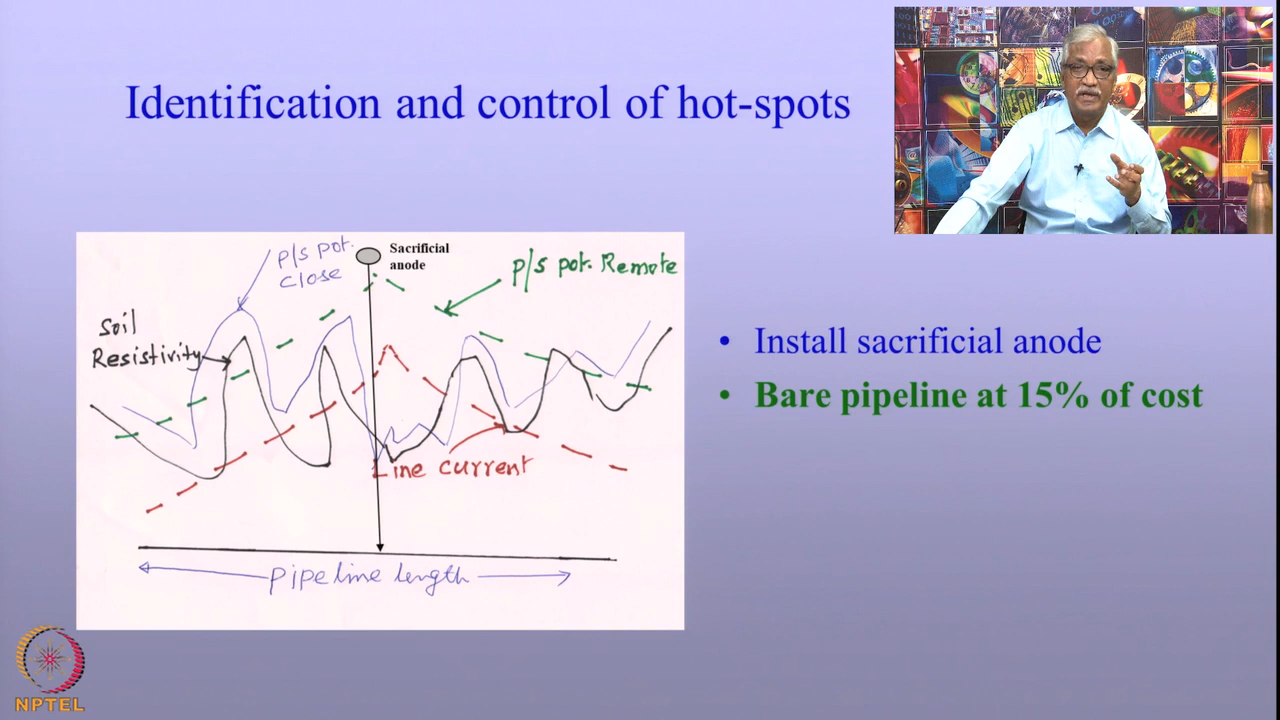 Identification and control of hot-spots
p/s pot.
close
Sacrificial
anode
p/s pot. Remote
Soil
Resistivity
Line current
pipeline length
• Install sacrificial anode
• Bare pipeline at 15% of cost
NPTEL